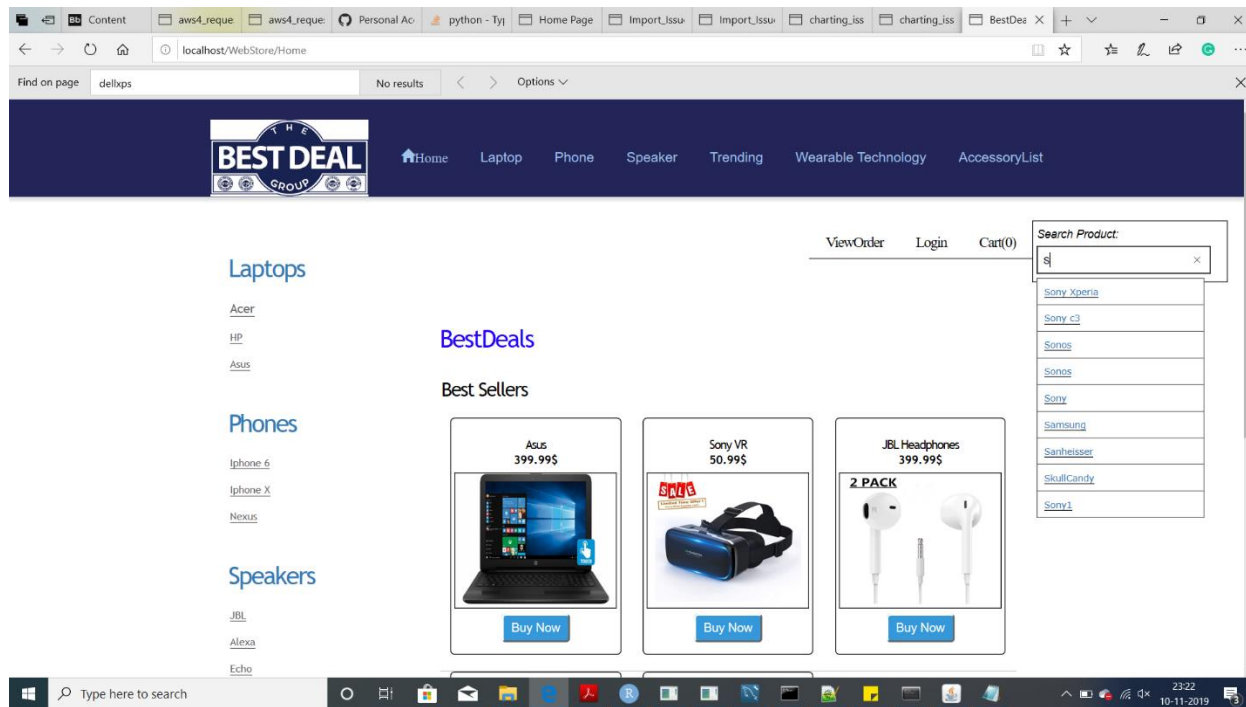 Content
aws4_reque
aws4_reque
Personal Ac
python - Typ
Home Page
Import_Issu
Import_Issu
charting_iss
charting_iss
BestDea
localhost/WebStore/Home
Find on page
dellxps
No results
Options
THE
BEST DEAL
GROUP
Home
Laptop
Phone
Speaker
Trending
Wearable Technology
AccessoryList
ViewOrder
Login
Cart(0)
Search Product:
s
Sony Xperia
Sony c3
Sonos
Sonos
Sony
Samsung
Sanheisser
SkullCandy
Sony1
Laptops
Acer
HP
Asus
Phones
Iphone 6
Iphone X
Nexus
Speakers
JBL
Alexa
Echo
BestDeals
Best Sellers
Asus
399.99$
Buy Now
Sony VR
50.99$
SALE
Buy Now
JBL Headphones
399.99$
2 PACK
Buy Now
Type here to search
23:22
10-11-2019